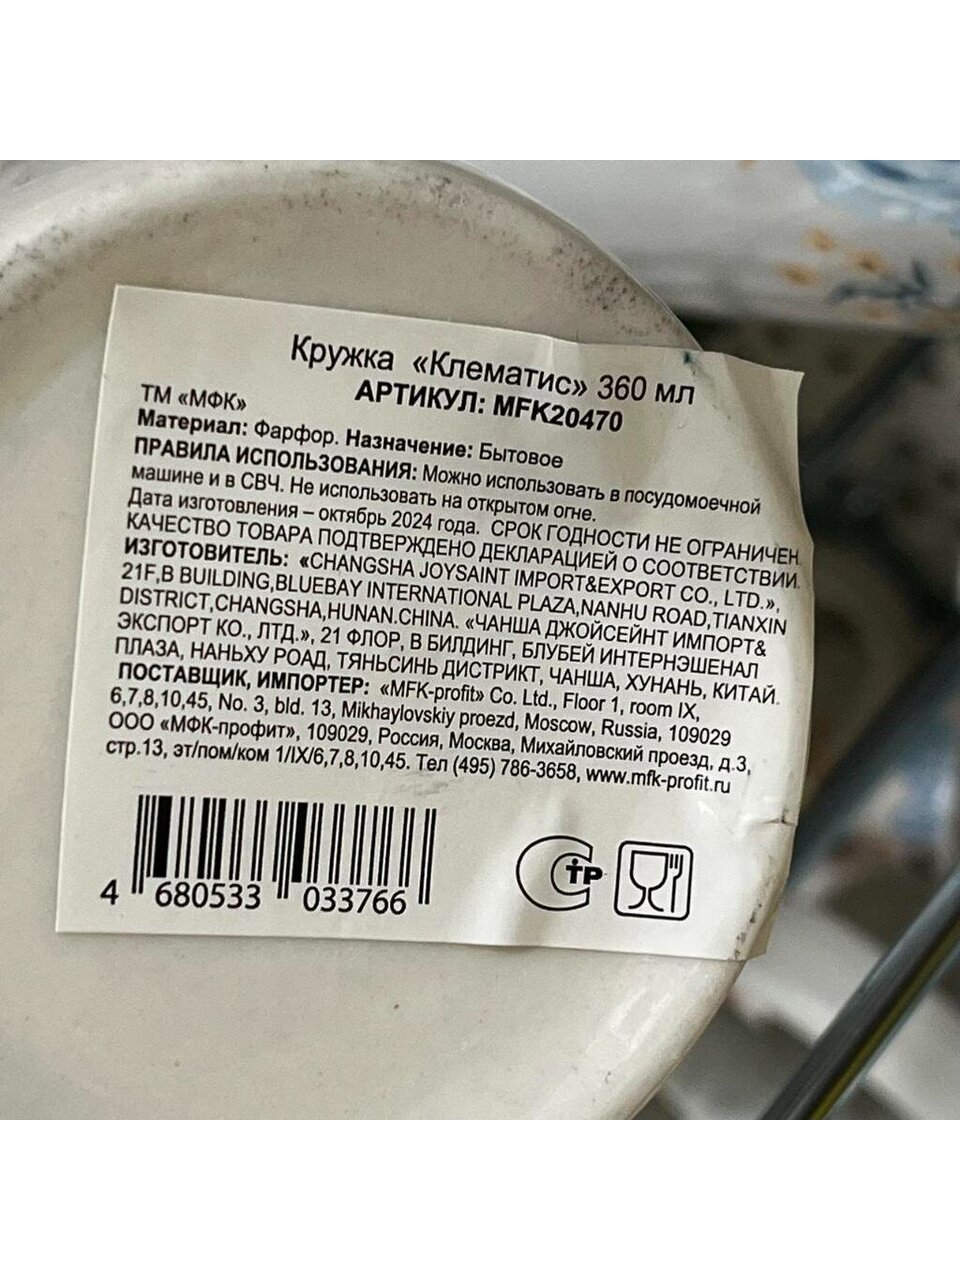 Кружка «Клематис» 360 мл
АРТИКУЛ: MFK20470
ТМ «МФК»
Материал: Фарфор. Назначение: Бытовое
ПРАВИЛА ИСПОЛЬЗОВАНИЯ: Можно использовать в посудомоечной
машине и в СВЧ. Не использовать на открытом огне.
Дата изготовления – октябрь 2024 года. СРОК ГОДНОСТИ НЕ ОГРАНИЧЕН
КАЧЕСТВО ТОВАРА ПОДТВЕРЖДЕНО ДЕКЛАРАЦИЕЙ О СООТВЕТСТВИИ.
ИЗГОТОВИТЕЛЬ: «CHANGSHA JOYSAINT IMPORT&EXPORT CO., LTD.»,
21F,B BUILDING,BLUEBAY INTERNATIONAL PLAZA,NANHU ROAD,TIANXIN
DISTRICT,CHANGSHA,HUNAN.CHINA. «ЧАНША ДЖОЙСЕЙНТ ИМПОРТ&
ЭКСПОРТ КО., ЛТД.», 21 ФЛОР, В БИЛДИНГ, БЛУБЕЙ ИНТЕРНЭШЕНАЛ
ПЛАЗА, НАНЬХУ РОАД, ТЯНЬСИНЬ ДИСТРИКТ, ЧАНША, ХУНАНЬ, КИТАЙ.
ПОСТАВЩИК, ИМПОРТЕР: «MFK-profit» Co. Ltd., Floor 1, room IX,
6,7,8,10,45, No. 3, bld. 13, Mikhaylovskiy proezd, Moscow, Russia, 109029
ООО «МФК-профит», 109029, Россия, Москва, Михайловский проезд, д.3,
стр.13, эт/пом/ком 1/IX/6,7,8,10,45. Тел (495) 786-3658, www.mfk-profit.ru
4 680533 033766
СТР